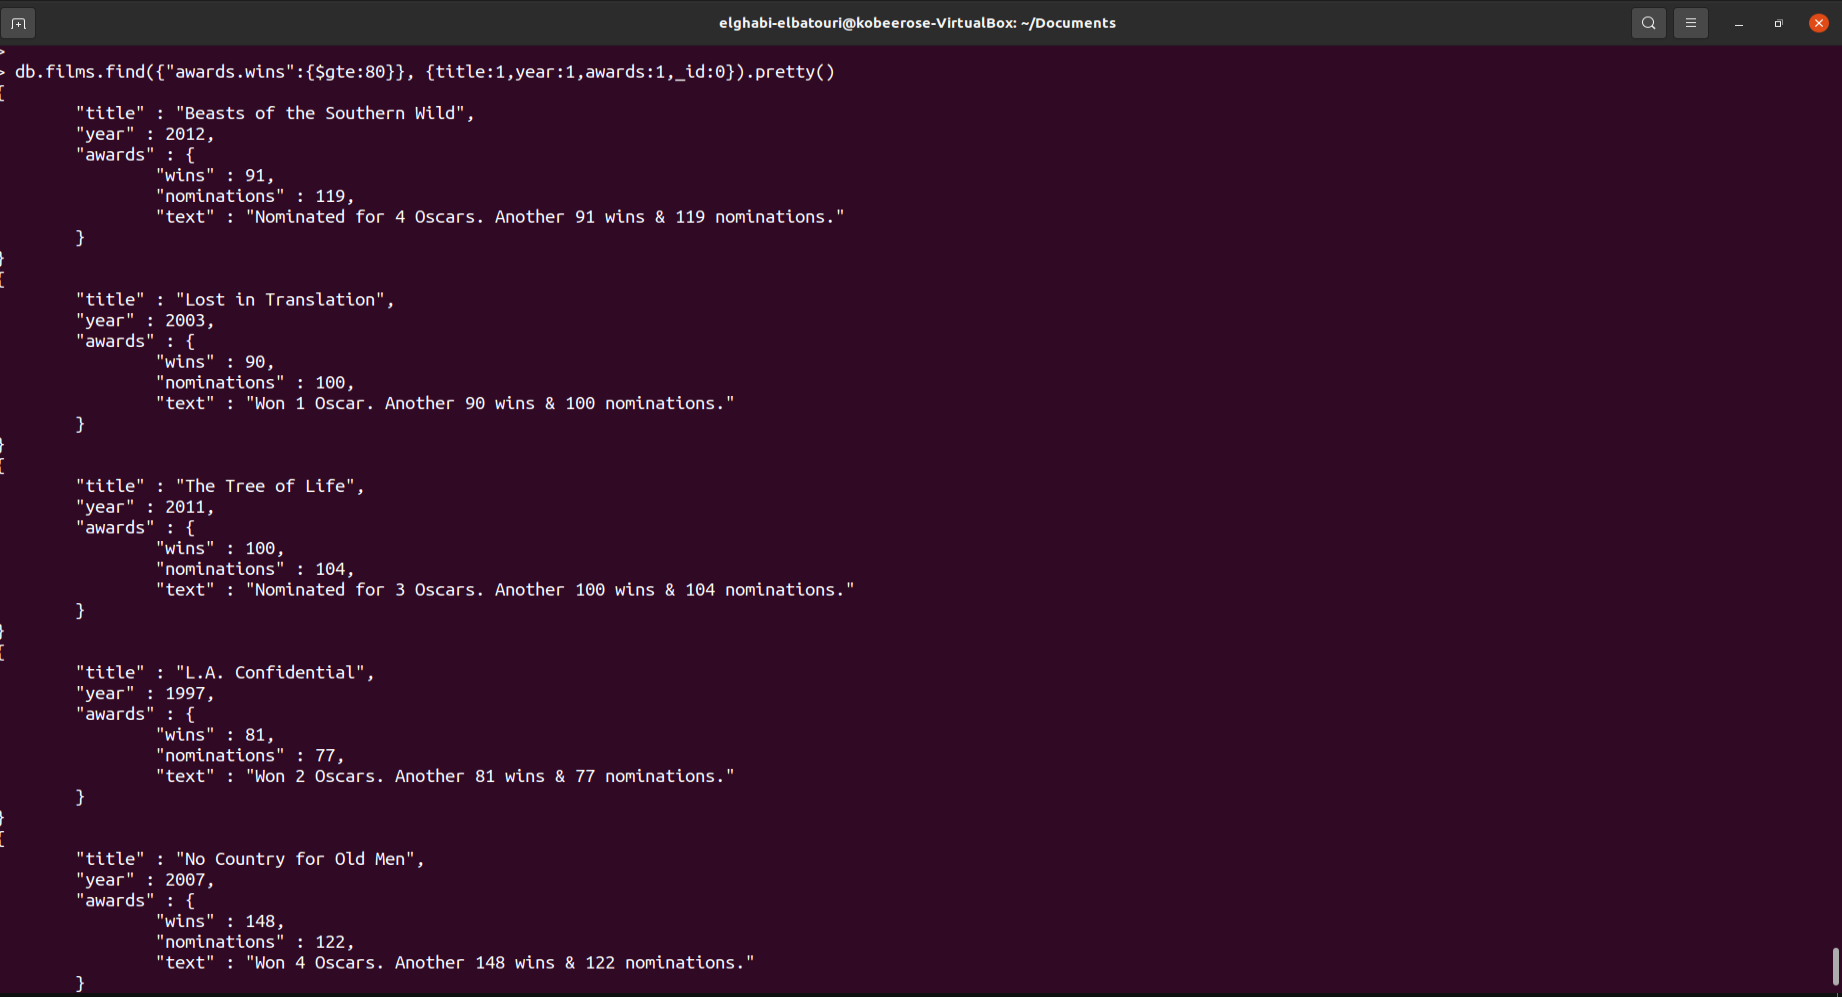 elghabi-elbatouri@kobeerose-VirtualBox: ~/Documents
>
> db.films.find({"awards.wins":{$gte:80}}, {title:1,year:1,awards:1,_id:0}).pretty()
{
"title" : "Beasts of the Southern Wild",
"year" : 2012,
"awards" : {
"wins" : 91,
"nominations" : 119,
"text" : "Nominated for 4 Oscars. Another 91 wins & 119 nominations."
}
}
{
"title" : "Lost in Translation",
"year" : 2003,
"awards" : {
"wins" : 90,
"nominations" : 100,
"text" : "Won 1 Oscar. Another 90 wins & 100 nominations."
}
}
{
"title" : "The Tree of Life",
"year" : 2011,
"awards" : {
"wins" : 100,
"nominations" : 104,
"text" : "Nominated for 3 Oscars. Another 100 wins & 104 nominations."
}
}
{
"title" : "L.A. Confidential",
"year" : 1997,
"awards" : {
"wins" : 81,
"nominations" : 77,
"text" : "Won 2 Oscars. Another 81 wins & 77 nominations."
}
}
{
"title" : "No Country for Old Men",
"year" : 2007,
"awards" : {
"wins" : 148,
"nominations" : 122,
"text" : "Won 4 Oscars. Another 148 wins & 122 nominations."
}